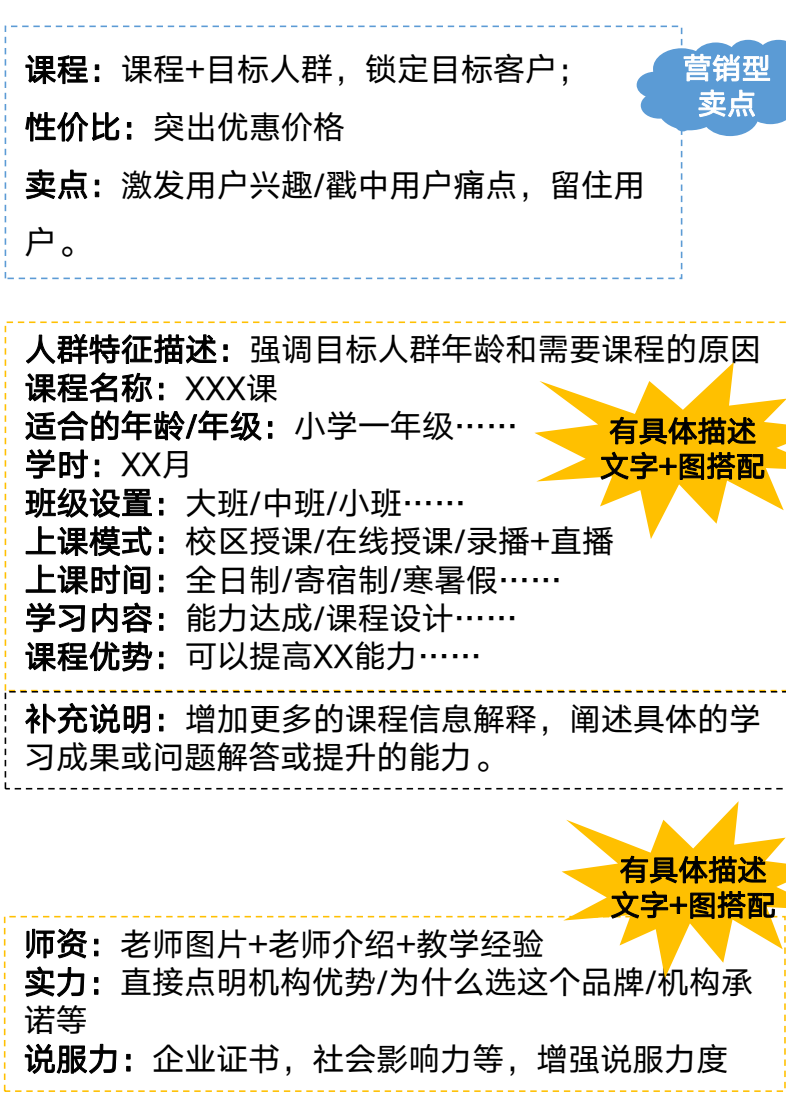 课程：课程+目标人群，锁定目标客户；
营销型
卖点
性价比：突出优惠价格
卖点：激发用户兴趣/戳中用户痛点，留住用
户。
人群特征描述：强调目标人群年龄和需要课程的原因
课程名称：XXX课
适合的年龄/年级：小学一年级……
有具体描述
文字+图搭配
学时：XX月
班级设置：大班/中班/小班……
上课模式：校区授课/在线授课/录播+直播
上课时间：全日制/寄宿制/寒暑假……
学习内容：能力达成/课程设计……
课程优势：可以提高XX能力……
补充说明：增加更多的课程信息解释，阐述具体的学
习成果或问题解答或提升的能力。
有具体描述
文字+图搭配
师资：老师图片+老师介绍+教学经验
实力：直接点明机构优势/为什么选这个品牌/机构承
诺等
说服力：企业证书，社会影响力等，增强说服力度